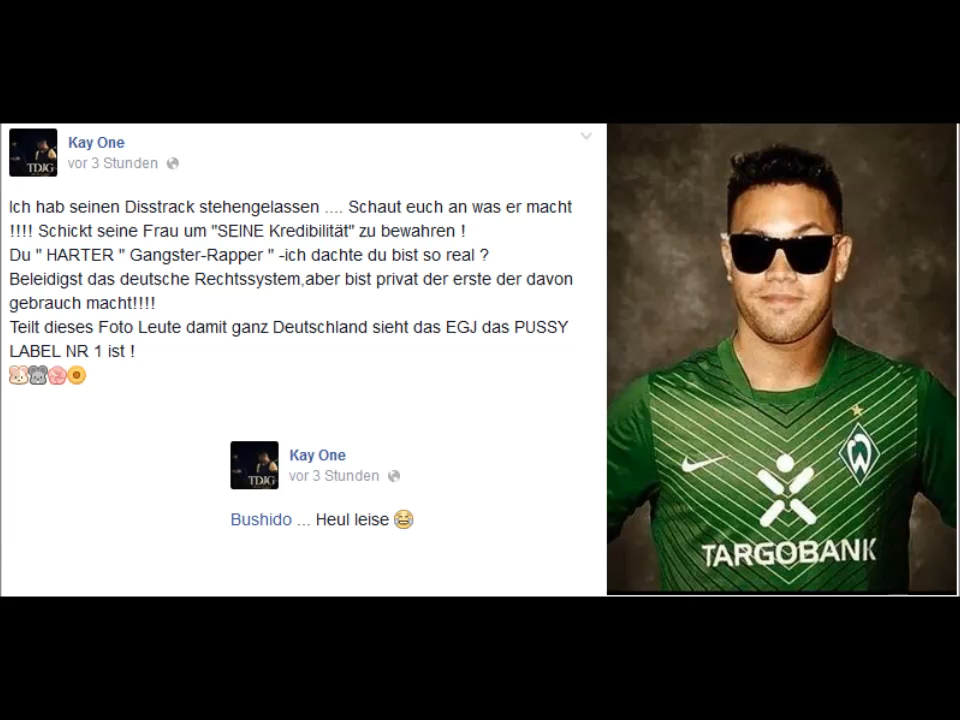 Kay One
vor 3 Stunden
Ich hab seinen Disstrack stehengelassen .... Schaut euch an was er macht
!!!! Schickt seine Frau um "SEINE Kredibilität" zu bewahren !
Du " HARTER " Gangster-Rapper " -ich dachte du bist so real ?
Beleidigst das deutsche Rechtssystem,aber bist privat der erste der davon
gebrauch macht!!!!
Teilt dieses Foto Leute damit ganz Deutschland sieht das EGJ das PUSSY
LABEL NR 1 ist !
TDJG
Kay One
vor 3 Stunden
TDJG
Bushido ... Heul leise
W
TARGOBANK